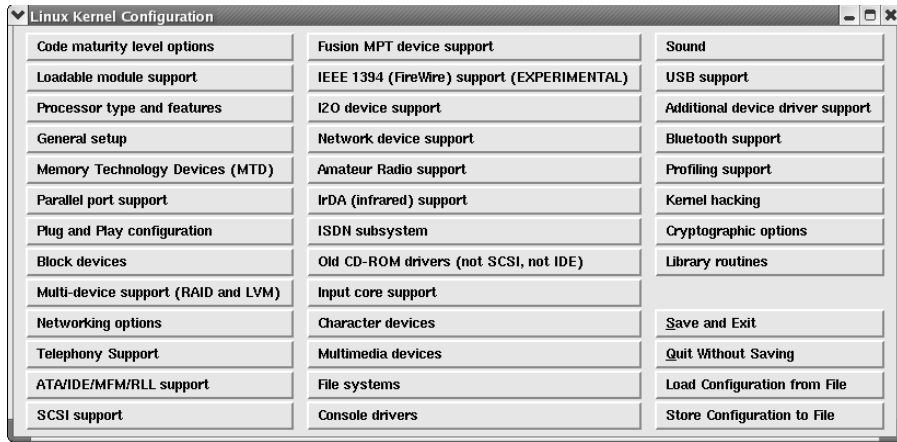 Linux Kernel Configuration
Code maturity level options
Loadable module support
Processor type and features
General setup
Memory Technology Devices (MTD)
Parallel port support
Plug and Play configuration
Block devices
Multi-device support (RAID and LVM)
Networking options
Telephony Support
ATA/IDE/MFM/RLL support
SCSI support
Fusion MPT device support
IEEE 1394 (FireWire) support (EXPERIMENTAL)
I2O device support
Network device support
Amateur Radio support
IrDA (infrared) support
ISDN subsystem
Old CD-ROM drivers (not SCSI, not IDE)
Input core support
Character devices
Multimedia devices
File systems
Console drivers
Sound
USB support
Additional device driver support
Bluetooth support
Profiling support
Kernel hacking
Cryptographic options
Library routines
Save and Exit
Quit Without Saving
Load Configuration from File
Store Configuration to File